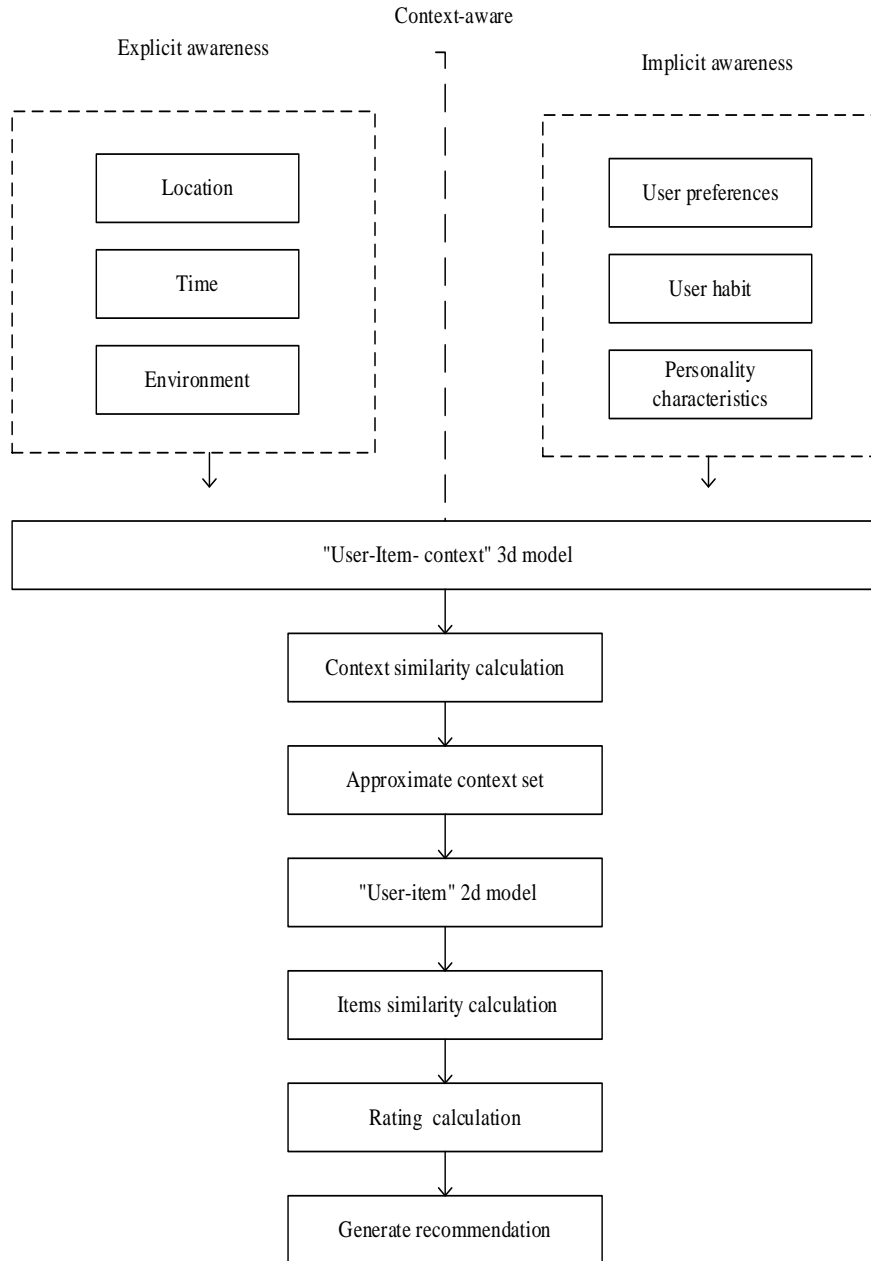 Context-aware
Explicit awareness
Implicit awareness
Location
Time
Environment
User preferences
User habit
Personality
characteristics
"User-Item- context" 3d model
Context similarity calculation
Approximate context set
"User-item" 2d model
Items similarity calculation
Rating calculation
Generate recommendation